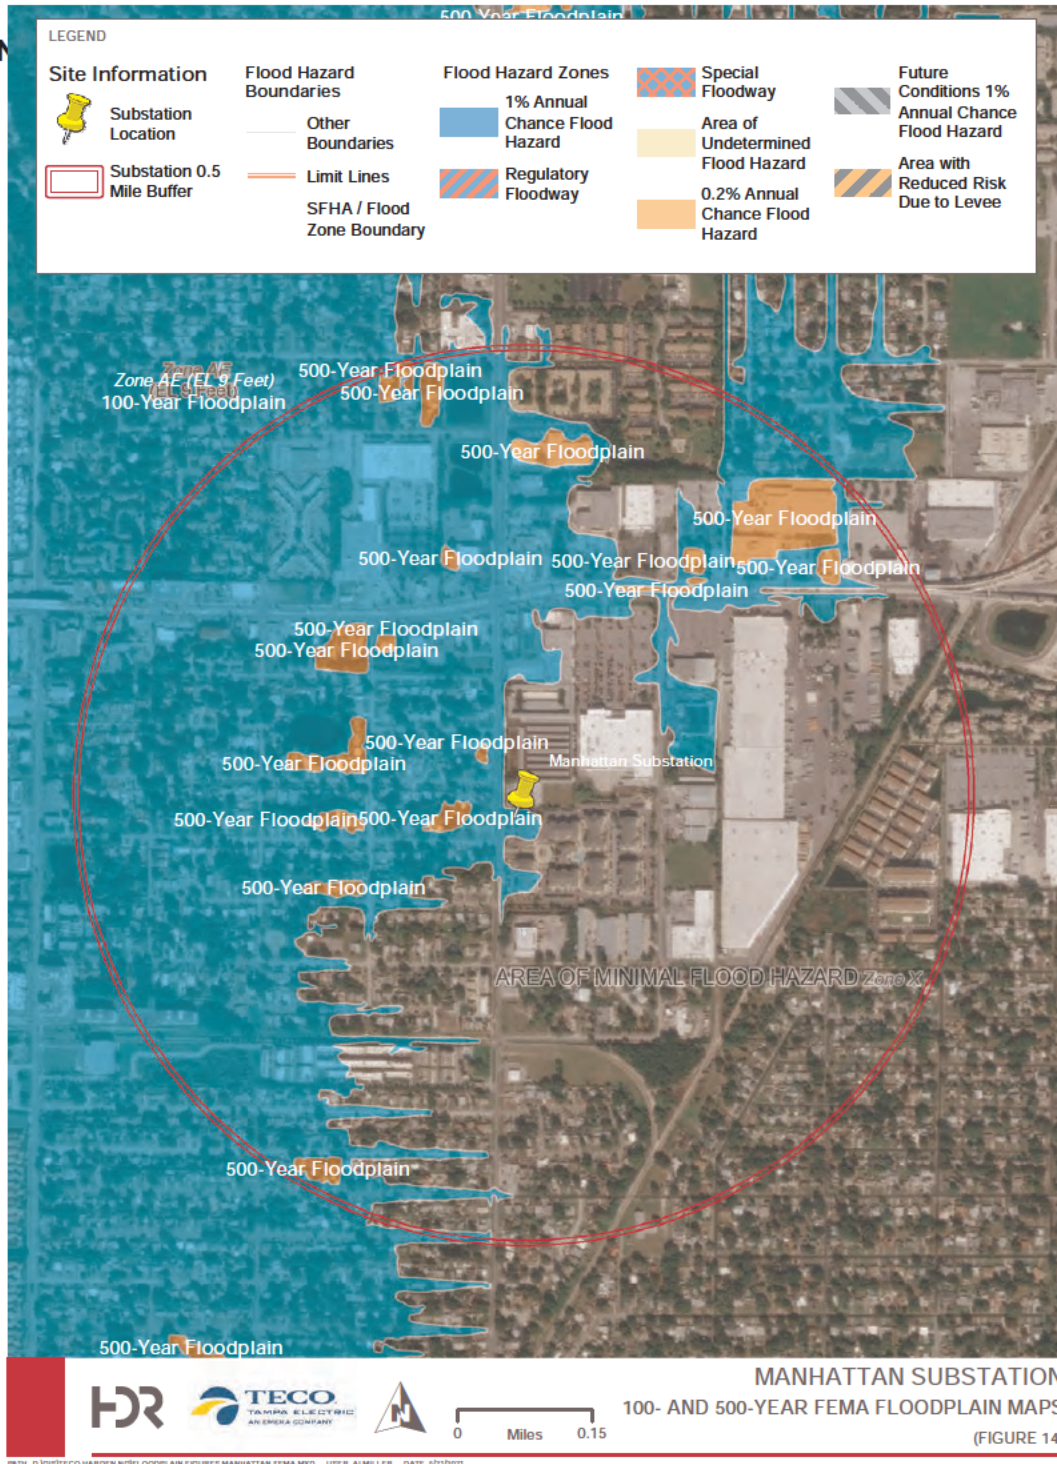 500-Year Floodplain
LEGEND
Site Information
Substation
Location
Substation 0.5
Mile Buffer
Flood Hazard
Boundaries
Other
Boundaries
Limit Lines
SFHA / Flood
Zone Boundary
Flood Hazard Zones
1% Annual
Chance Flood
Hazard
Regulatory
Floodway
Special
Floodway
Area of
Undetermined
Flood Hazard
0.2% Annual
Chance Flood
Hazard
Future
Conditions 1%
Annual Chance
Flood Hazard
Area with
Reduced Risk
Due to Levee
Zone AE
(EL 9 Feet)
Zone AE (EL 9 Feet)
100-Year Floodplain
500-Year Floodplain
500-Year Floodplain
500-Year Floodplain
500-Year Floodplain
500-Year Floodplain
500-Year Floodplain
500-Year Floodplain
500-Year Floodplain
500-Year Floodplain
500-Year Floodplain
500-Year Floodplain
500-Year Floodplain
Manhattan Substation
500-Year Floodplain
500-Year Floodplain
500-Year Floodplain
AREA OF MINIMAL FLOOD HAZARD Zone X
500-Year Floodplain
500-Year Floodplain
HDR
TECO
TAMPA ELECTRIC
AN EMERA COMPANY
N
0 Miles 0.15
MANHATTAN SUBSTATION
100- AND 500-YEAR FEMA FLOODPLAIN MAPS
(FIGURE 14